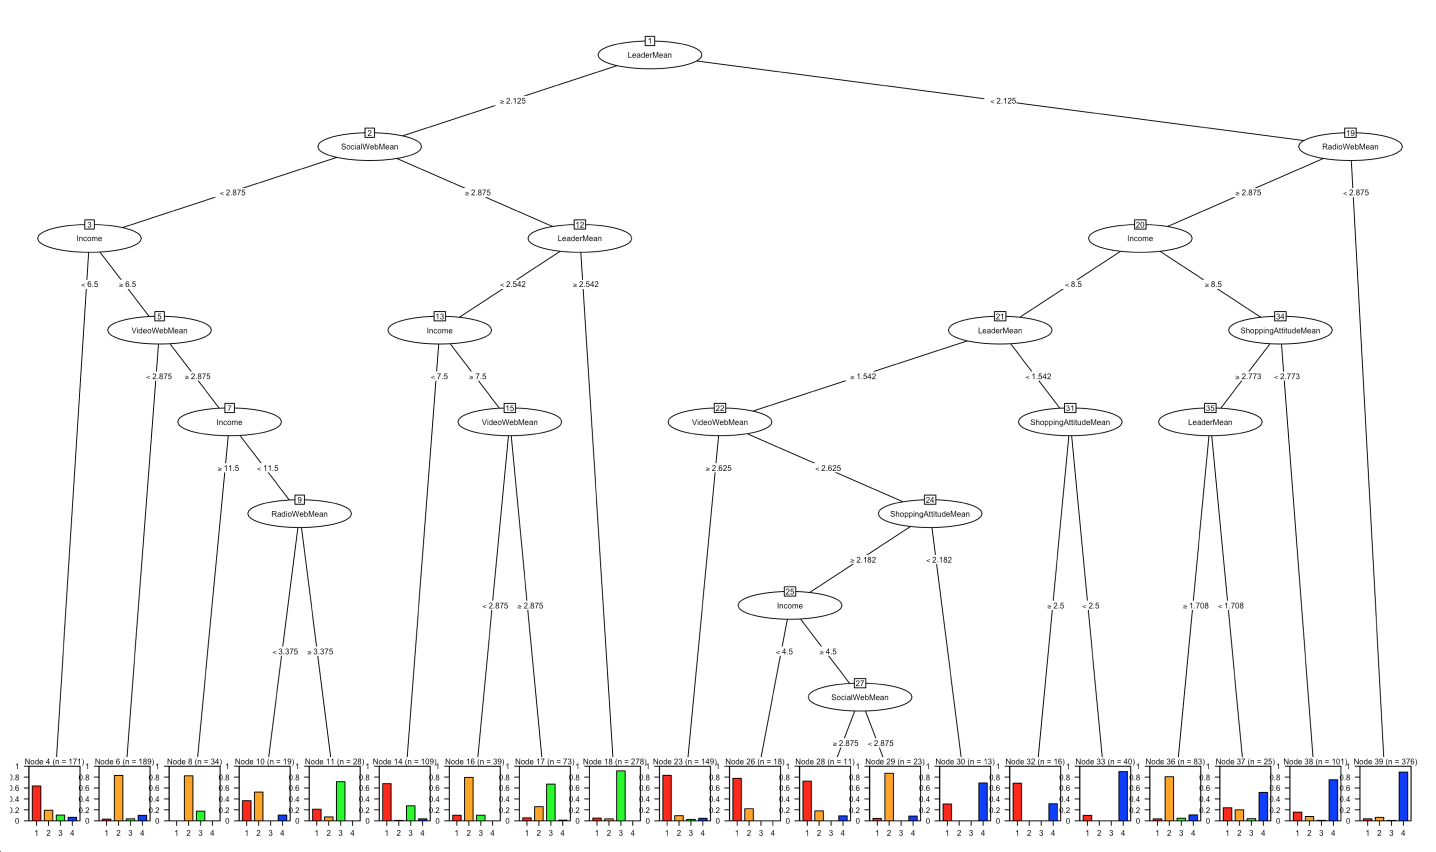 1
LeaderMean
≥ 2.125
< 2.125
2
SocialWebMean
19
RadioWebMean
< 2.875
≥ 2.875
≥ 2.875
< 2.875
3
Income
12
LeaderMean
20
Income
< 6.5
≥ 6.5
< 2.542
≥ 2.542
< 8.5
≥ 8.5
5
VideoWebMean
13
Income
21
LeaderMean
34
ShoppingAttitudeMean
< 2.875
≥ 2.875
< 7.5
≥ 7.5
≥ 1.542
< 1.542
≥ 2.773
< 2.773
7
Income
15
VideoWebMean
22
VideoWebMean
31
ShoppingAttitudeMean
35
LeaderMean
≥ 11.5
< 11.5
≥ 2.625
< 2.625
9
RadioWebMean
24
ShoppingAttitudeMean
≥ 2.182
< 2.182
25
Income
< 2.875
≥ 2.875
≥ 2.5
< 2.5
≥ 1.708
< 1.708
< 3.375
≥ 3.375
< 4.5
≥ 4.5
27
SocialWebMean
≥ 2.875
< 2.875
Node 4 (n = 171)
Node 6 (n = 189)
Node 8 (n = 34)
Node 10 (n = 19)
Node 11 (n = 28)
Node 14 (n = 109)
Node 16 (n = 39)
Node 17 (n = 73)
Node 18 (n = 278)
Node 23 (n = 149)
Node 26 (n = 18)
Node 28 (n = 11)
Node 29 (n = 23)
Node 30 (n = 13)
Node 32 (n = 16)
Node 33 (n = 40)
Node 36 (n = 83)
Node 37 (n = 25)
Node 38 (n = 101)
Node 39 (n = 376)
1
0.8
0.6
0.4
0.2
0
1 2 3 4